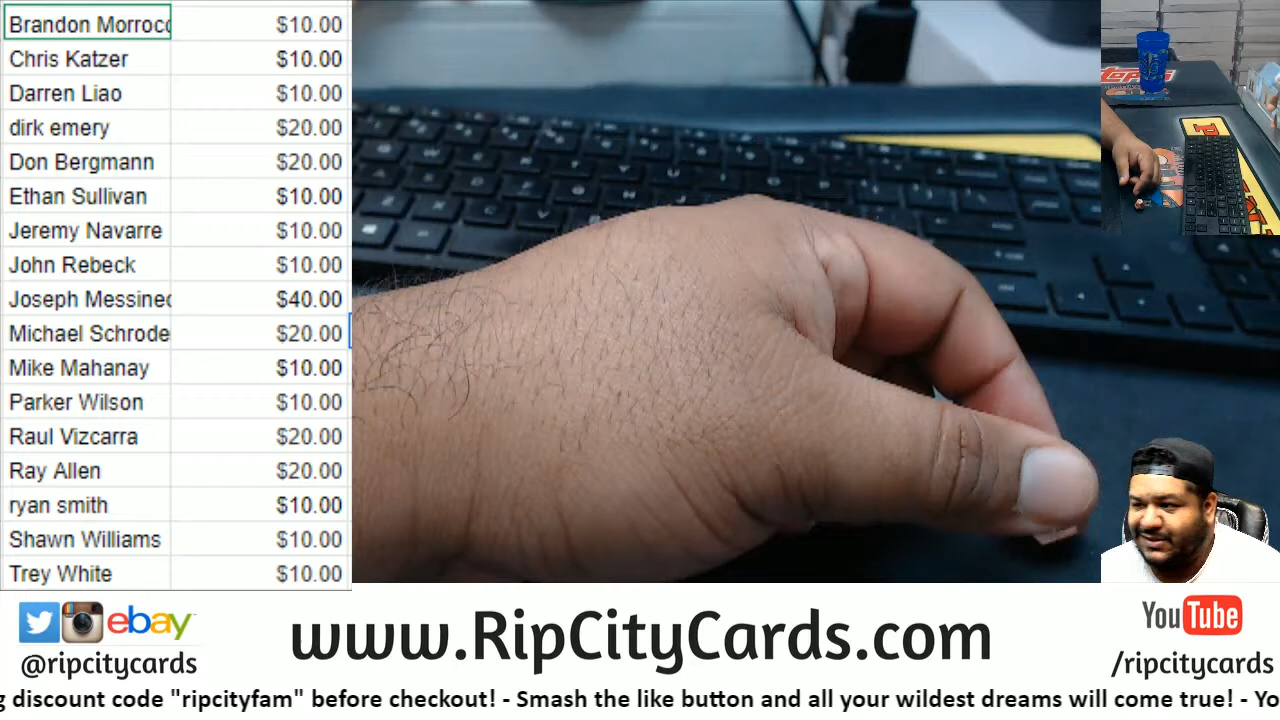 Brandon Morroco $10.00
Chris Katzer $10.00
Darren Liao $10.00
dirk emery $20.00
Don Bergmann $20.00
Ethan Sullivan $10.00
Jeremy Navarre $10.00
John Rebeck $10.00
Joseph Messinec $40.00
Michael Schrode $20.00
Mike Mahanay $10.00
Parker Wilson $10.00
Raul Vizcarra $20.00
Ray Allen $20.00
ryan smith $10.00
Shawn Williams $10.00
Trey White $10.00
ebay
@ripcitycards
www.RipCityCards.com
YouTube
/ripcitycards
g discount code "ripcityfam" before checkout! - Smash the like button and all your wildest dreams will come true! - Yo